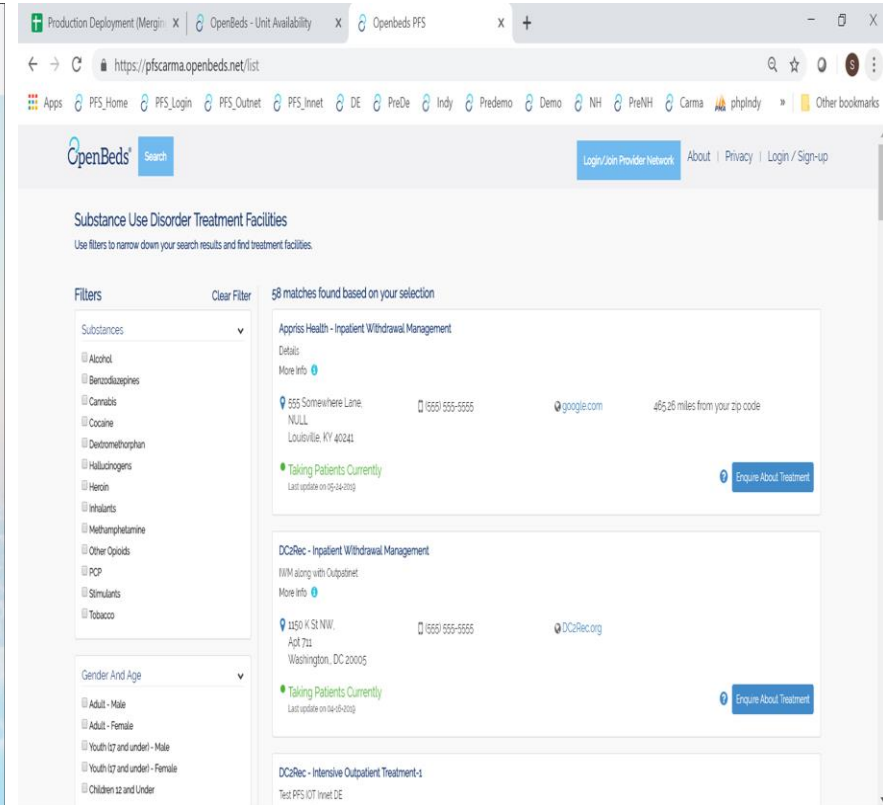 Production Deployment (Mergin X
OpenBeds - Unit Availability X
Openbeds PFS X +
https://pfscarma.openbeds.net/list
S
Apps PFS_Home PFS_Login PFS_Outnet PFS_Innet DE PreDe Indy Predemo Demo NH PreNH Carma phpIndy » Other bookmarks
OpenBeds® Search Login/Join Provider Network About | Privacy | Login / Sign-up
Substance Use Disorder Treatment Facilities
Use filters to narrow down your search results and find treatment facilities.
Filters Clear Filter
Substances
Alcohol
Benzodiazepines
Cannabis
Cocaine
Dextromethorphan
Hallucinogens
Heroin
Inhalants
Methamphetamine
Other Opioids
PCP
Stimulants
Tobacco
Gender And Age
Adult - Male
Adult - Female
Youth (17 and under) - Male
Youth (17 and under) - Female
Children 12 and Under
58 matches found based on your selection
Appriss Health - Inpatient Withdrawal Management
Details
More Info
555 Somewhere Lane, (555) 555-5555 google.com 465.26 miles from your zip code
NULL
Louisville, KY 40241
Taking Patients Currently
Last update on 05-24-2019
Enquire About Treatment
DC2Rec - Inpatient Withdrawal Management
IWM along with Outpatinet
More Info
1150 K St NW, (555) 555-5555 DC2Rec.org
Apt 711
Washington, DC 20005
Taking Patients Currently
Last update on 04-16-2019
Enquire About Treatment
DC2Rec - Intensive Outpatient Treatment-1
Test PFS IOT Innet DE